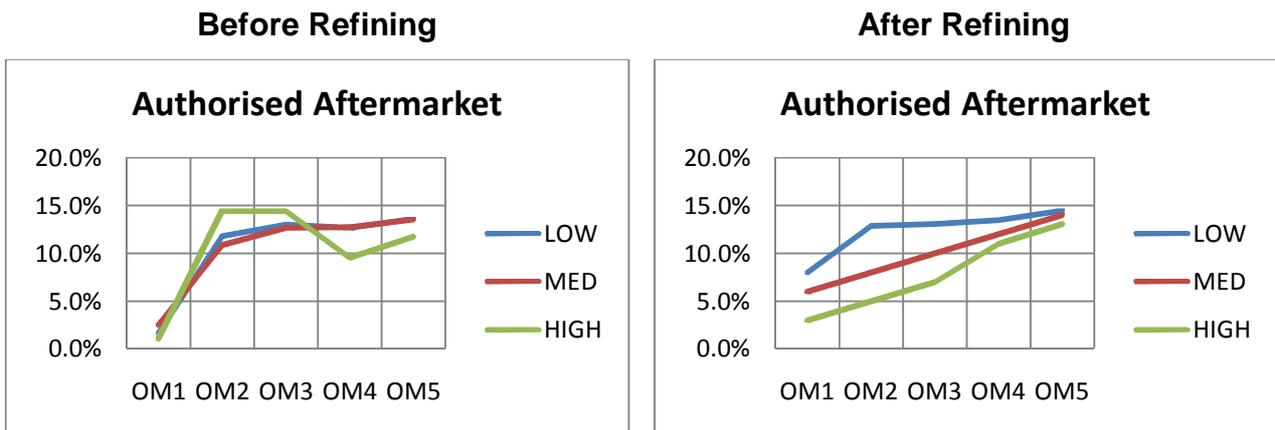 Before Refining
After Refining
Authorised Aftermarket
20.0%
15.0%
10.0%
5.0%
0.0%
OM1 OM2 OM3 OM4 OM5
LOW
MED
HIGH
Authorised Aftermarket
20.0%
15.0%
10.0%
5.0%
0.0%
OM1 OM2 OM3 OM4 OM5
LOW
MED
HIGH